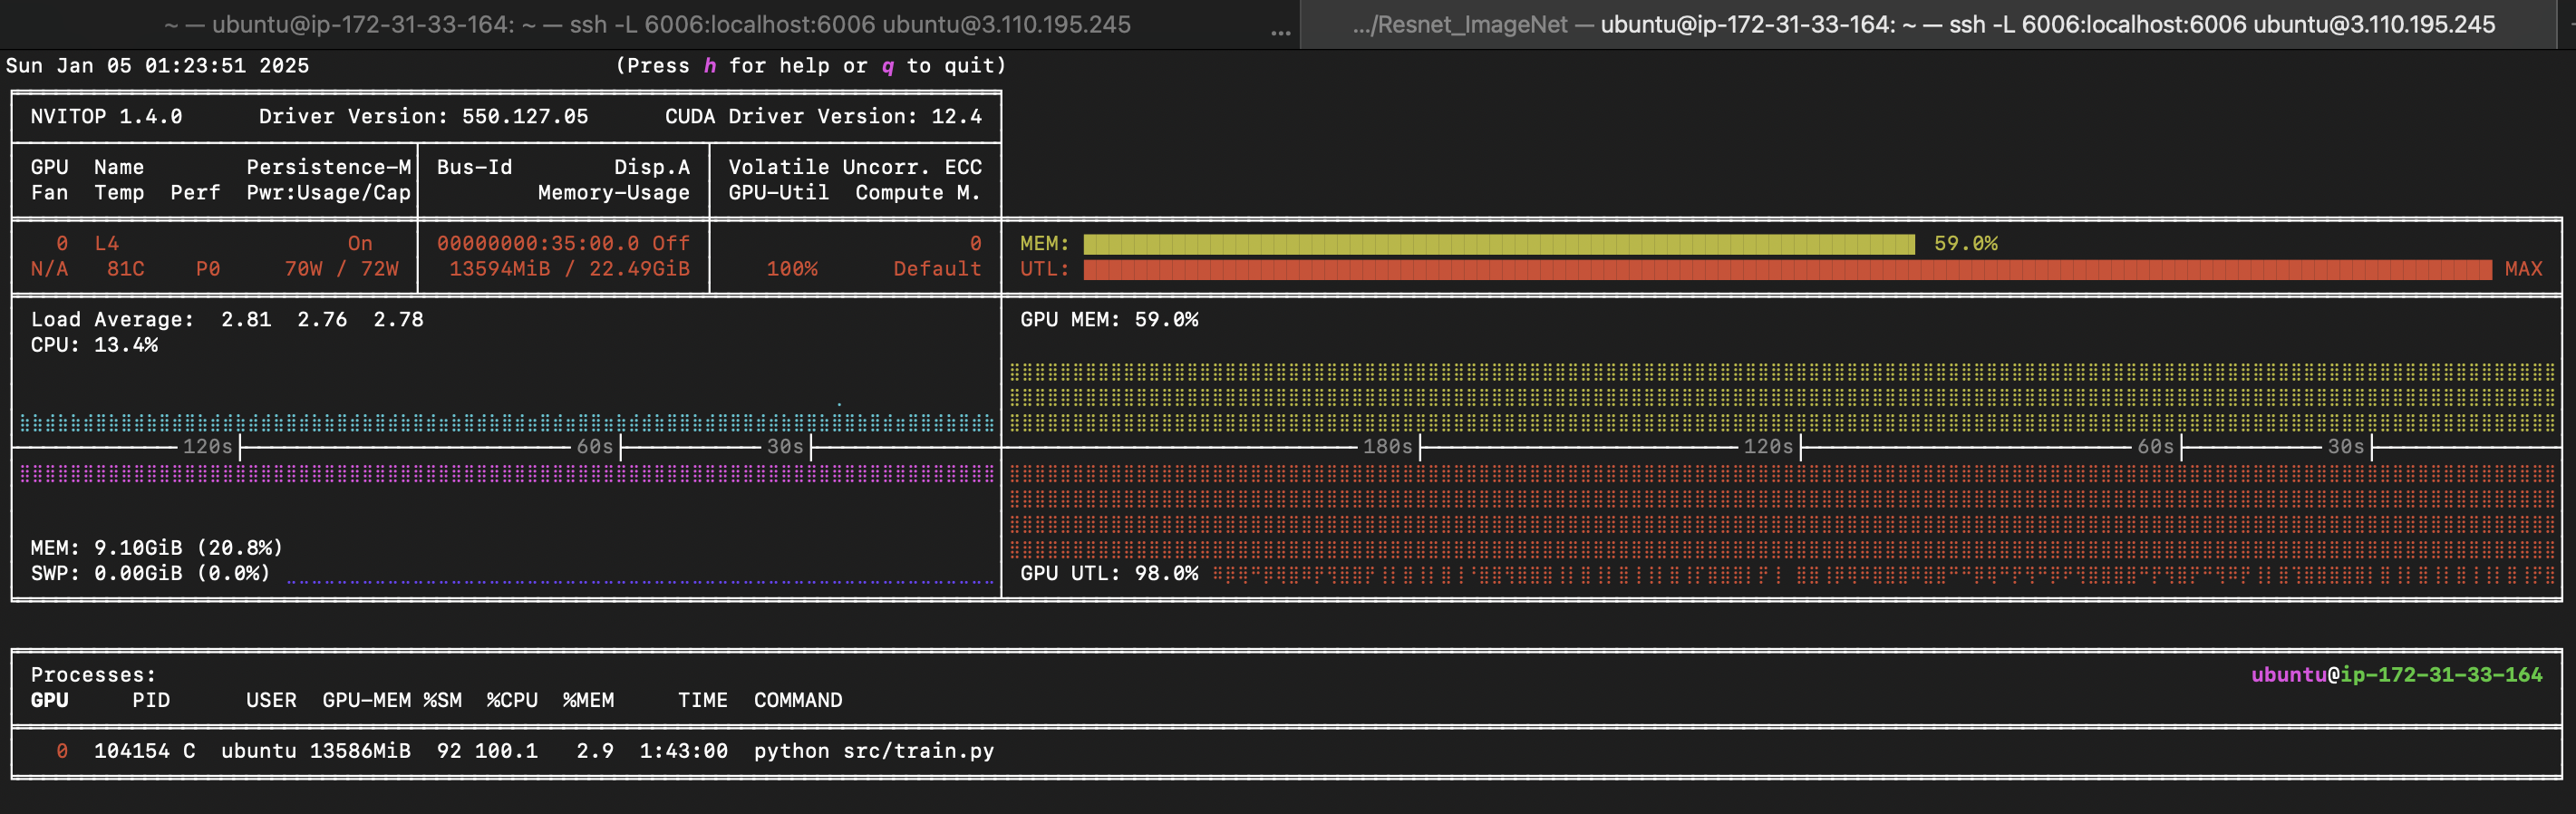 ~ — ubuntu@ip-172-31-33-164: ~ — ssh -L 6006:localhost:6006 ubuntu@3.110.195.245 ... .../Resnet_ImageNet — ubuntu@ip-172-31-33-164: ~ — ssh -L 6006:localhost:6006 ubuntu@3.110.195.245
Sun Jan 05 01:23:51 2025 (Press h for help or q to quit)
NVITOP 1.4.0 Driver Version: 550.127.05 CUDA Driver Version: 12.4
GPU Name Persistence-M Bus-Id Disp.A Volatile Uncorr. ECC
Fan Temp Perf Pwr:Usage/Cap Memory-Usage GPU-Util Compute M.
0 L4 On 00000000:35:00.0 Off 0 MEM: 59.0%
N/A 81C P0 70W / 72W 13594MiB / 22.49GiB 100% Default UTL: MAX
Load Average: 2.81 2.76 2.78 GPU MEM: 59.0%
CPU: 13.4%
120s 60s 30s 180s 120s 60s 30s
MEM: 9.10GiB (20.8%)
SWP: 0.00GiB (0.0%) GPU UTL: 98.0%
Processes: ubuntu@ip-172-31-33-164
GPU PID USER GPU-MEM %SM %CPU %MEM TIME COMMAND
0 104154 C ubuntu 13586MiB 92 100.1 2.9 1:43:00 python src/train.py